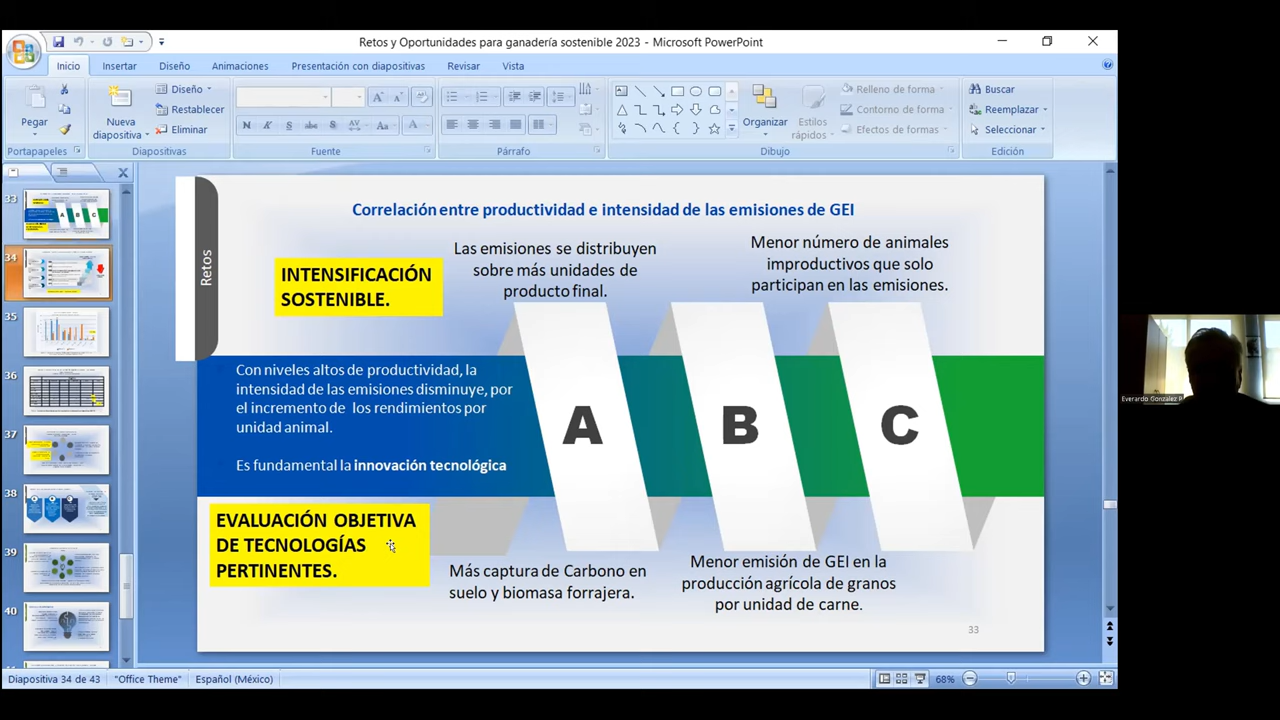 Retos y Oportunidades para ganadería sostenible 2023 - Microsoft PowerPoint
Inicio
Insertar
Diseño
Animaciones
Presentación con diapositivas
Revisar
Vista
Pegar
Portapapeles
Nueva
diapositiva
Diseño
Restablecer
Eliminar
Diapositivas
N K S abc S AV Aa A
Fuente
Párrafo
Organizar
Estilos
rápidos
Relleno de forma
Contorno de forma
Efectos de formas
Dibujo
Buscar
Reemplazar
Seleccionar
Edición
33
34
35
36
37
38
39
40
Retos
Correlación entre productividad e intensidad de las emisiones de GEI
INTENSIFICACIÓN
SOSTENIBLE.
Las emisiones se distribuyen
sobre más unidades de
producto final.
Menor número de animales
improductivos que solo
participan en las emisiones.
Con niveles altos de productividad, la
intensidad de las emisiones disminuye, por
el incremento de los rendimientos por
unidad animal.
Es fundamental la innovación tecnológica
A
B
C
EVALUACIÓN OBJETIVA
DE TECNOLOGÍAS
PERTINENTES.
Más captura de Carbono en
suelo y biomasa forrajera.
Menor emisión de GEI en la
producción agrícola de granos
por unidad de carne.
33
Everardo Gonzalez P
Diapositiva 34 de 43
"Office Theme"
Español (México)
68%